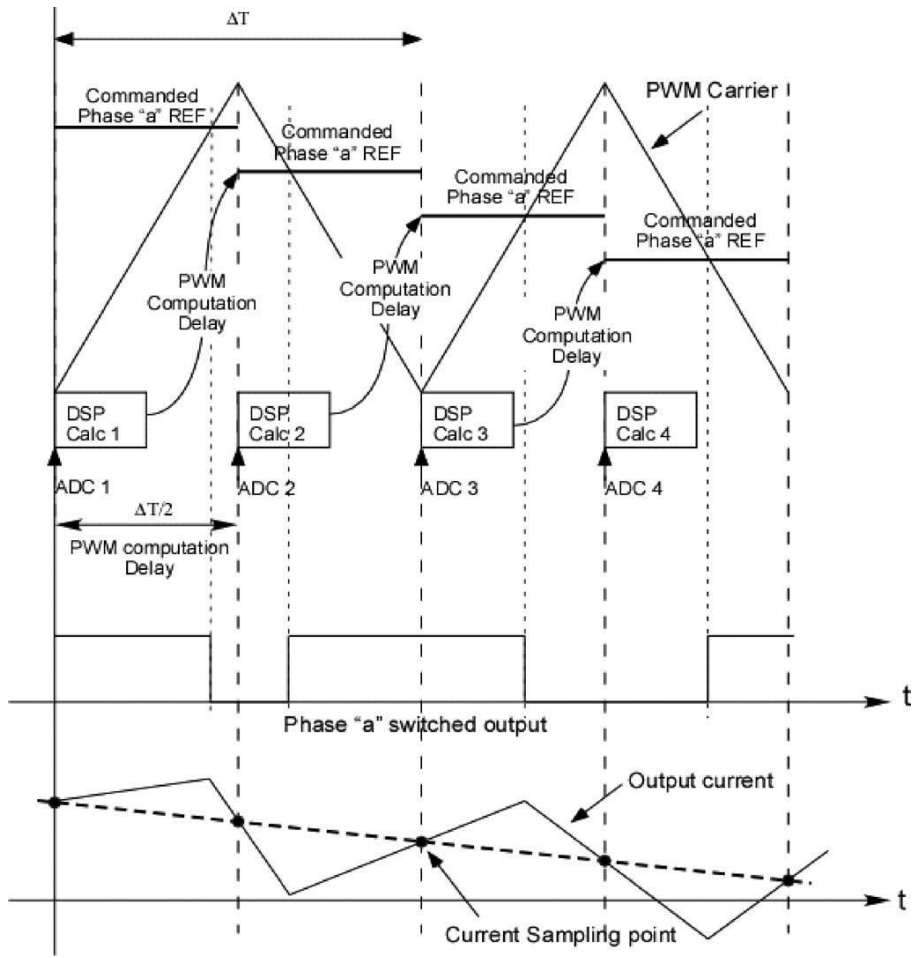 ΔT
Commanded
Phase “a” REF
PWM Carrier
Commanded
Phase “a” REF
Commanded
Phase “a” REF
Commanded
Phase “a” REF
PWM
Computation
Delay
PWM
Computation
Delay
PWM
Computation
Delay
DSP
Calc 1
DSP
Calc 2
DSP
Calc 3
DSP
Calc 4
ADC 1
ADC 2
ADC 3
ADC 4
ΔT/2
PWM computation
Delay
t
Phase “a” switched output
Output current
t
Current Sampling point